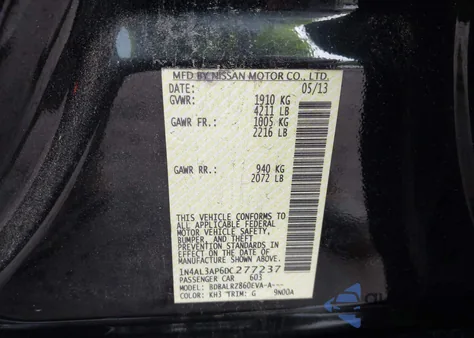 MFD BY NISSAN MOTOR CO., LTD.
DATE: 05/13
GVWR: 1910 KG
4211 LB
GAWR FR.: 1005 KG
2216 LB
GAWR RR.: 940 KG
2072 LB
THIS VEHICLE CONFORMS TO
ALL APPLICABLE FEDERAL
MOTOR VEHICLE SAFETY,
BUMPER, AND THEFT
PREVENTION STANDARDS IN
EFFECT ON THE DATE OF
MANUFACTURE SHOWN ABOVE.
1N4AL3AP6DC277237
PASSENGER CAR 603
MODEL: BDBALRZ860EVA-A---
COLOR: KH3 TRIM: G 9N00A